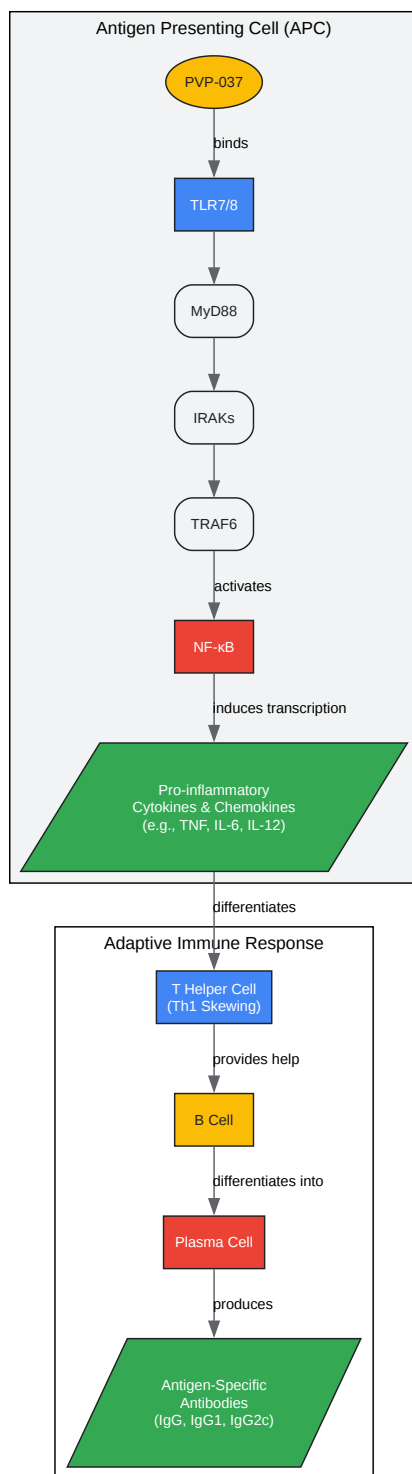 Antigen Presenting Cell (APC)
PVP-037
binds
TLR7/8
MyD88
IRAKs
TRAF6
activates
NF-κB
induces transcription
Pro-inflammatory
Cytokines & Chemokines
(e.g., TNF, IL-6, IL-12)
differentiates
Adaptive Immune Response
T Helper Cell
(Th1 Skewing)
provides help
B Cell
differentiates into
Plasma Cell
produces
Antigen-Specific
Antibodies
(IgG, IgG1, IgG2c)